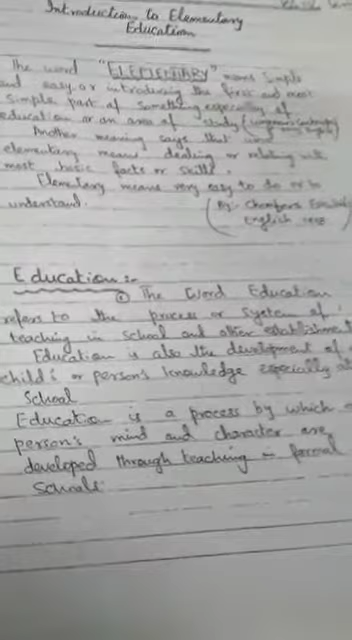 Introduction to Elementary
Education
The word "ELEMENTARY" means simple
and easy or introducing the first and most
simple part of something especially of
education or an area of study
Another meaning says that word
elementary means dealing or relating with
most basic facts or skills.
Elementary means very easy to do or to
understand.
(By: Chambers
English
Education :-
① The Word Education
refers to the process or system of
teaching in school and other establishment
Education is also the development of
child's or person's knowledge especially at
School
Education is a process by which a
person's mind and character are
developed through teaching in formal
schools.